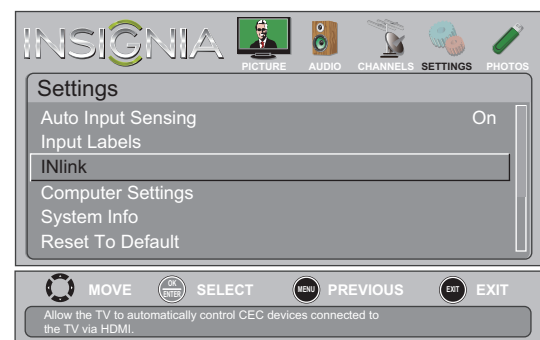 INSIGNIA
PICTURE AUDIO CHANNELS SETTINGS PHOTOS
Settings
Auto Input Sensing On
Input Labels
INlink
Computer Settings
System Info
Reset To Default
MOVE OK ENTER SELECT MENU PREVIOUS EXIT EXIT
Allow the TV to automatically control CEC devices connected to
the TV via HDMI.